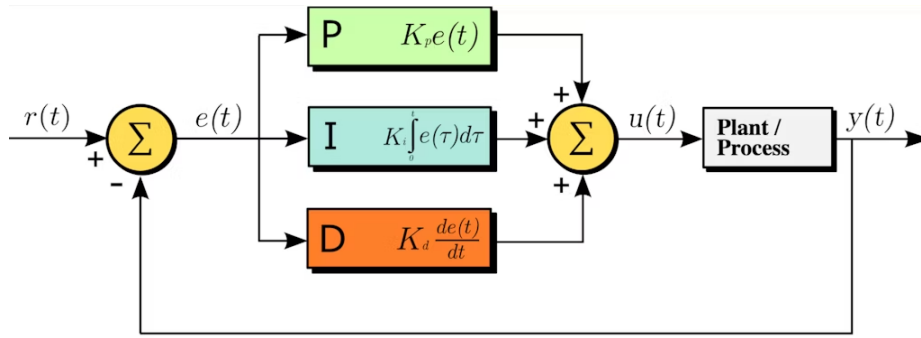 P K_p e(t)
r(t) + Σ e(t)
-
I K_i ∫_0^t e(τ)dτ
D K_d de(t)/dt
+
+ Σ u(t)
+
Plant /
Process
y(t)